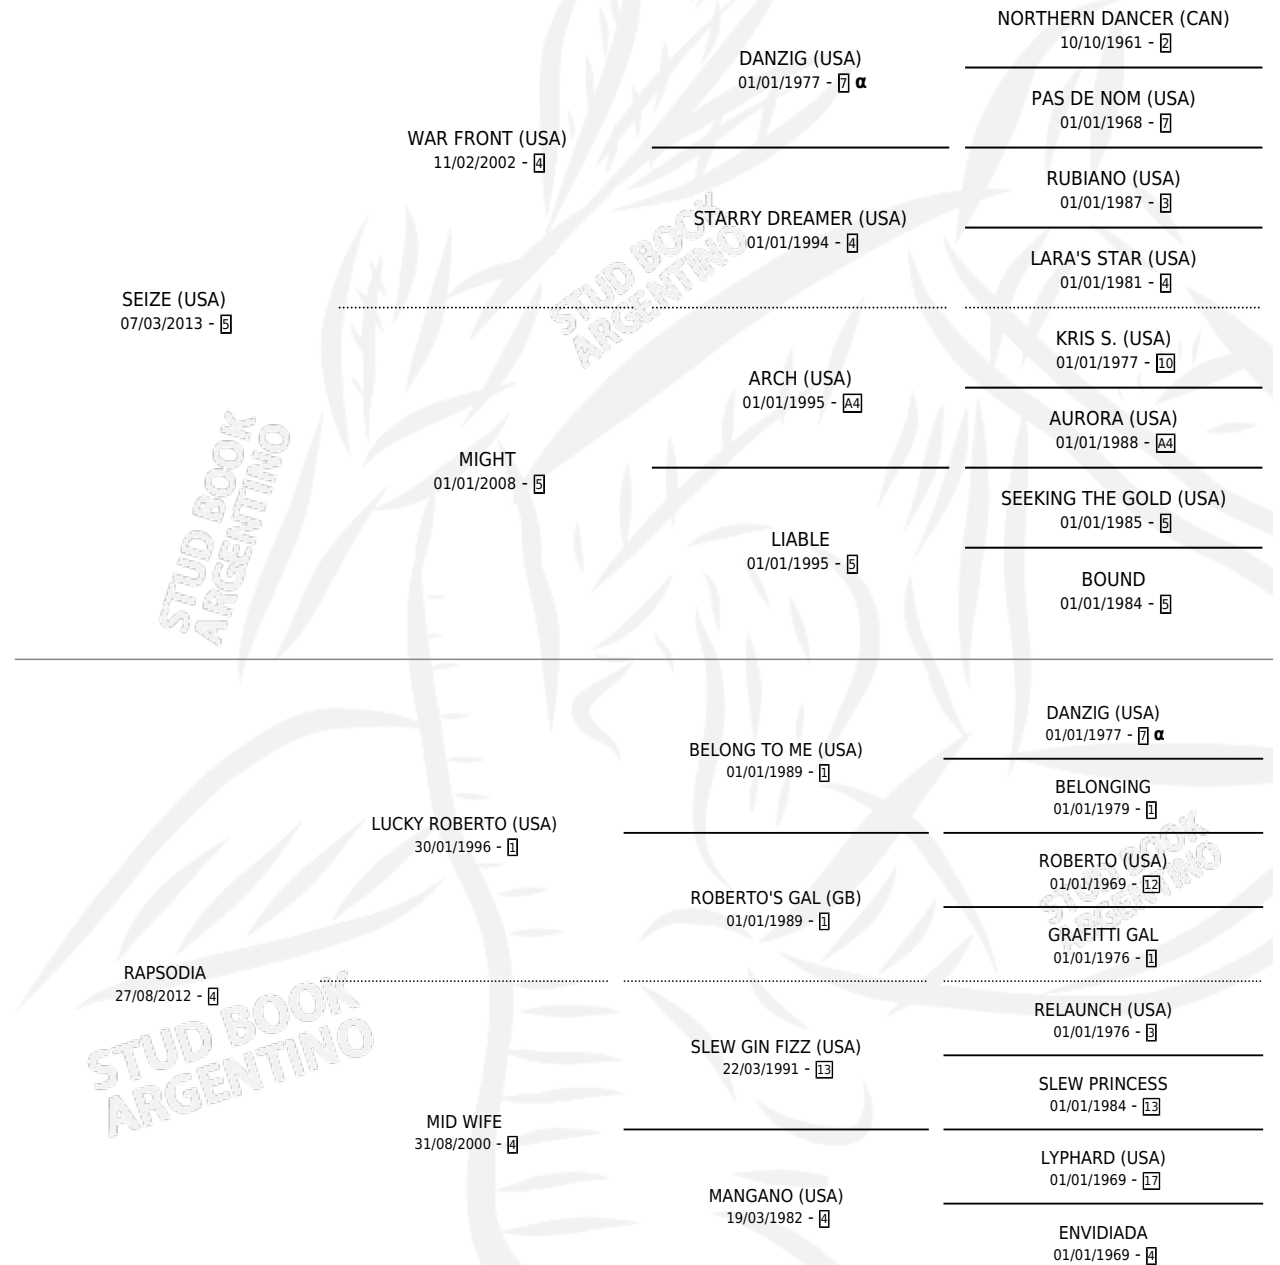 NORTHERN DANCER (CAN)
10/10/1961 - 2
DANZIG (USA)
01/01/1977 - 7 α
PAS DE NOM (USA)
01/01/1968 - 7
WAR FRONT (USA)
11/02/2002 - 4
RUBIANO (USA)
01/01/1987 - 3
STARRY DREAMER (USA)
01/01/1994 - 4
LARA'S STAR (USA)
01/01/1981 - 4
SEIZE (USA)
07/03/2013 - 5
KRIS S. (USA)
01/01/1977 - 10
ARCH (USA)
01/01/1995 - A4
AURORA (USA)
01/01/1988 - A4
MIGHT
01/01/2008 - 5
SEEKING THE GOLD (USA)
01/01/1985 - 5
LIABLE
01/01/1995 - 5
BOUND
01/01/1984 - 5
DANZIG (USA)
01/01/1977 - 7 α
BELONG TO ME (USA)
01/01/1989 - 1
BELONGING
01/01/1979 - 1
LUCKY ROBERTO (USA)
30/01/1996 - 1
ROBERTO (USA)
01/01/1969 - 12
ROBERTO'S GAL (GB)
01/01/1989 - 1
GRAFITTI GAL
01/01/1976 - 1
RAPSODIA
27/08/2012 - 4
RELAUNCH (USA)
01/01/1976 - 3
SLEW GIN FIZZ (USA)
22/03/1991 - 13
SLEW PRINCESS
01/01/1984 - 13
MID WIFE
31/08/2000 - 4
LYPHARD (USA)
01/01/1969 - 17
MANGANO (USA)
19/03/1982 - 4
ENVIDIADA
01/01/1969 - 4
STUD BOOK
ARGENTINO
STUD BOOK
ARGENTINO
STUD BOOK
ARGENTINO
STUD BOOK
ARGENTINO